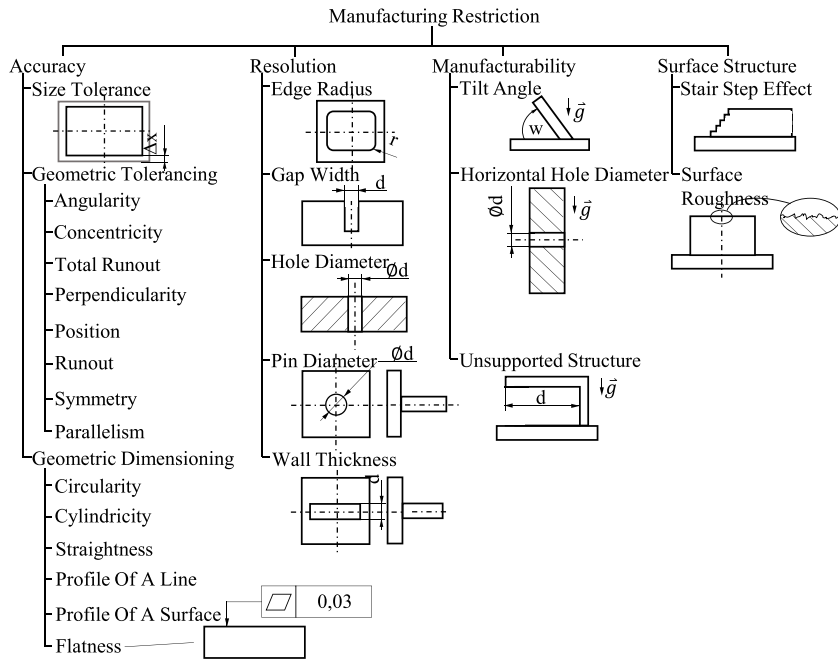 Manufacturing Restriction
Accuracy
Size Tolerance
Δx
Geometric Tolerancing
Angularity
Concentricity
Total Runout
Perpendicularity
Position
Runout
Symmetry
Parallelism
Geometric Dimensioning
Circularity
Cylindricity
Straightness
Profile Of A Line
Profile Of A Surface
Flatness
0,03
Resolution
Edge Radius
r
Gap Width
d
Hole Diameter
Ød
Pin Diameter
Ød
Wall Thickness
d
Manufacturability
Tilt Angle
w
g⃗
Horizontal Hole Diameter
Ød
g⃗
Unsupported Structure
d
g⃗
Surface Structure
Stair Step Effect
Surface
Roughness